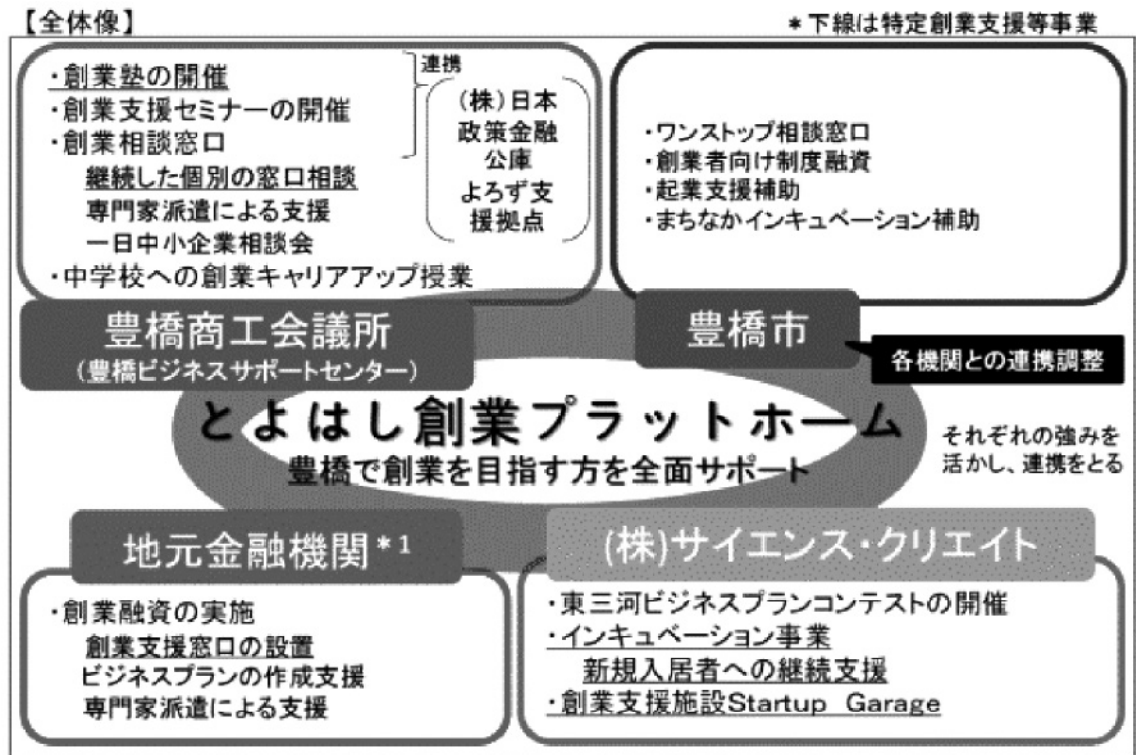 【全体像】
＊下線は特定創業支援等事業
・創業塾の開催
・創業支援セミナーの開催
・創業相談窓口
継続した個別の窓口相談
専門家派遣による支援
一日中小企業相談会
・中学校への創業キャリアアップ授業
連携
(株)日本
政策金融
公庫
よろず支
援拠点
・ワンストップ相談窓口
・創業者向け制度融資
・起業支援補助
・まちなかインキュベーション補助
豊橋商工会議所
(豊橋ビジネスサポートセンター)
豊橋市
各機関との連携調整
とよはし創業プラットホーム
豊橋で創業を目指す方を全面サポート
それぞれの強みを
活かし、連携をとる
地元金融機関＊1
・創業融資の実施
創業支援窓口の設置
ビジネスプランの作成支援
専門家派遣による支援
(株)サイエンス・クリエイト
・東三河ビジネスプランコンテストの開催
・インキュベーション事業
新規入居者への継続支援
・創業支援施設Startup Garage